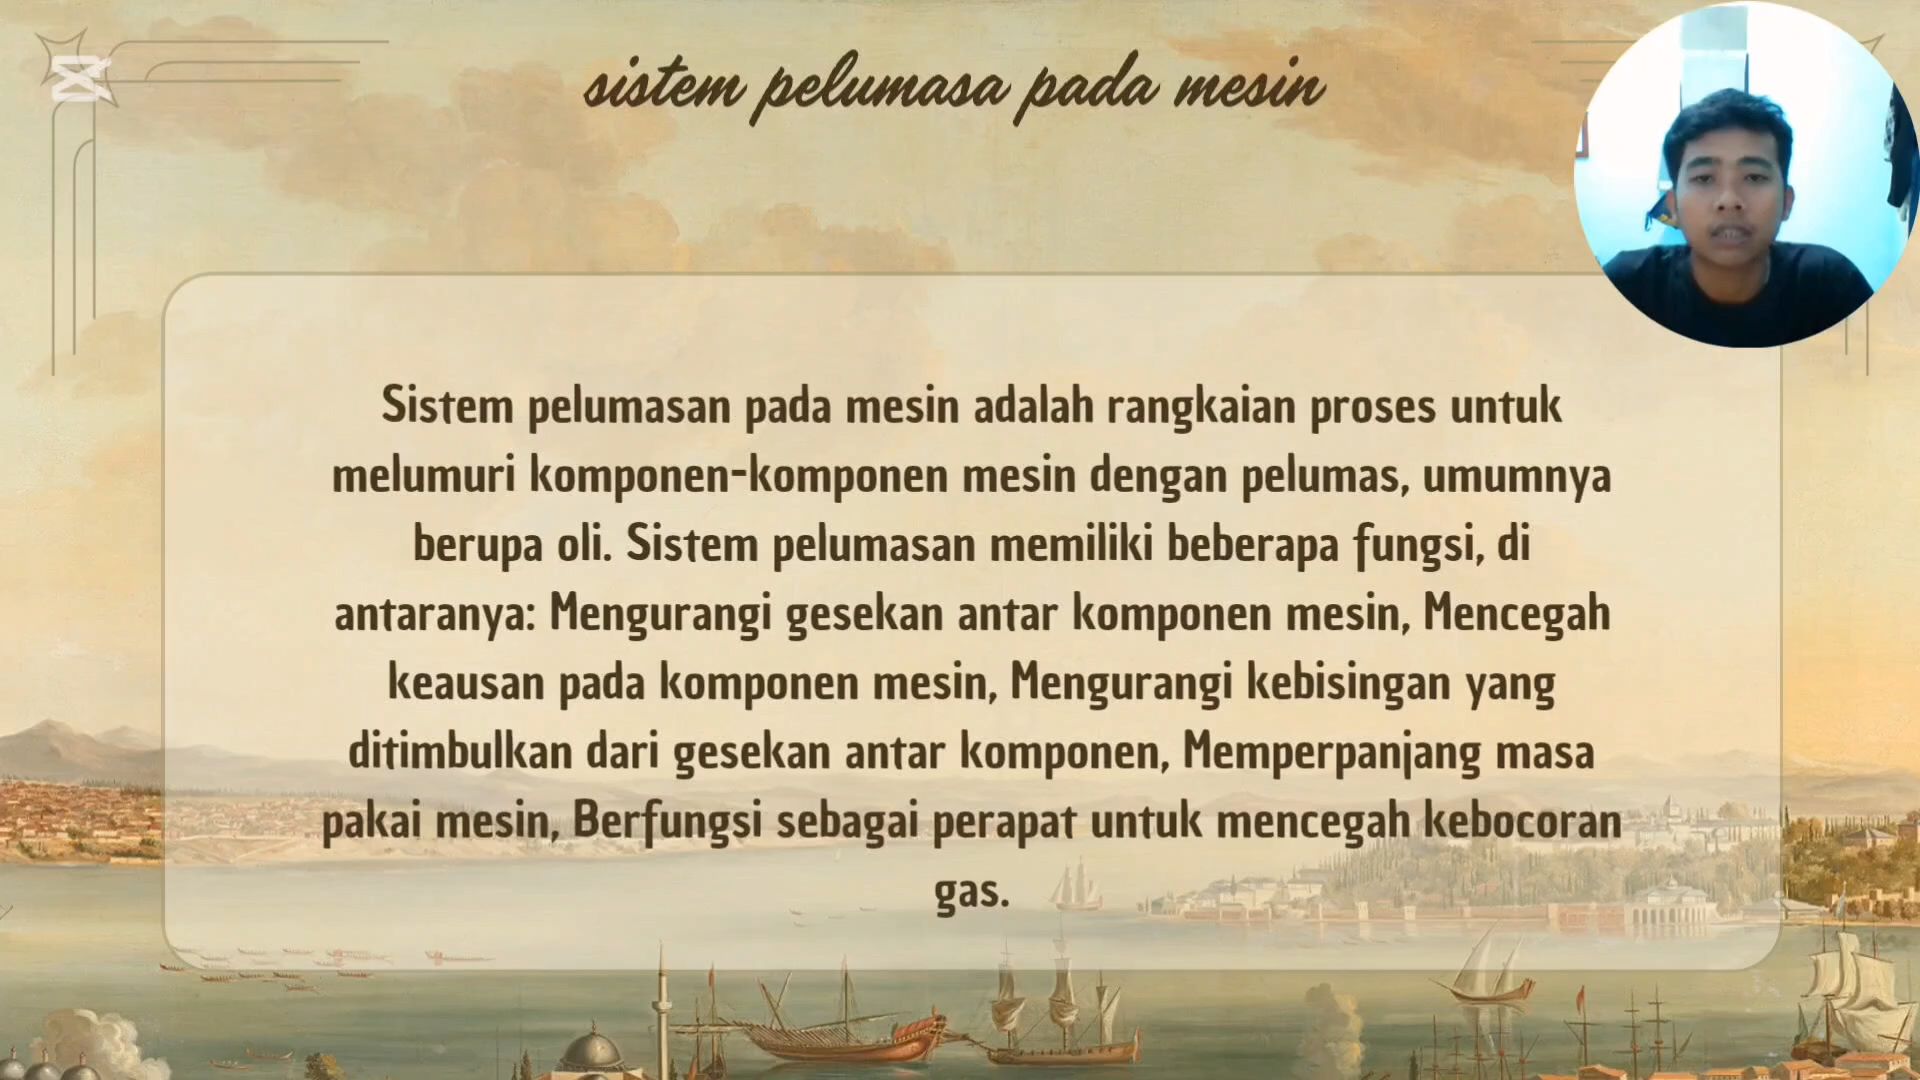 sistem pelumasa pada mesin
Sistem pelumasan pada mesin adalah rangkaian proses untuk
melumuri komponen-komponen mesin dengan pelumas, umumnya
berupa oli. Sistem pelumasan memiliki beberapa fungsi, di
antaranya: Mengurangi gesekan antar komponen mesin, Mencegah
keausan pada komponen mesin, Mengurangi kebisingan yang
ditimbulkan dari gesekan antar komponen, Memperpanjang masa
pakai mesin, Berfungsi sebagai perapat untuk mencegah kebocoran
gas.